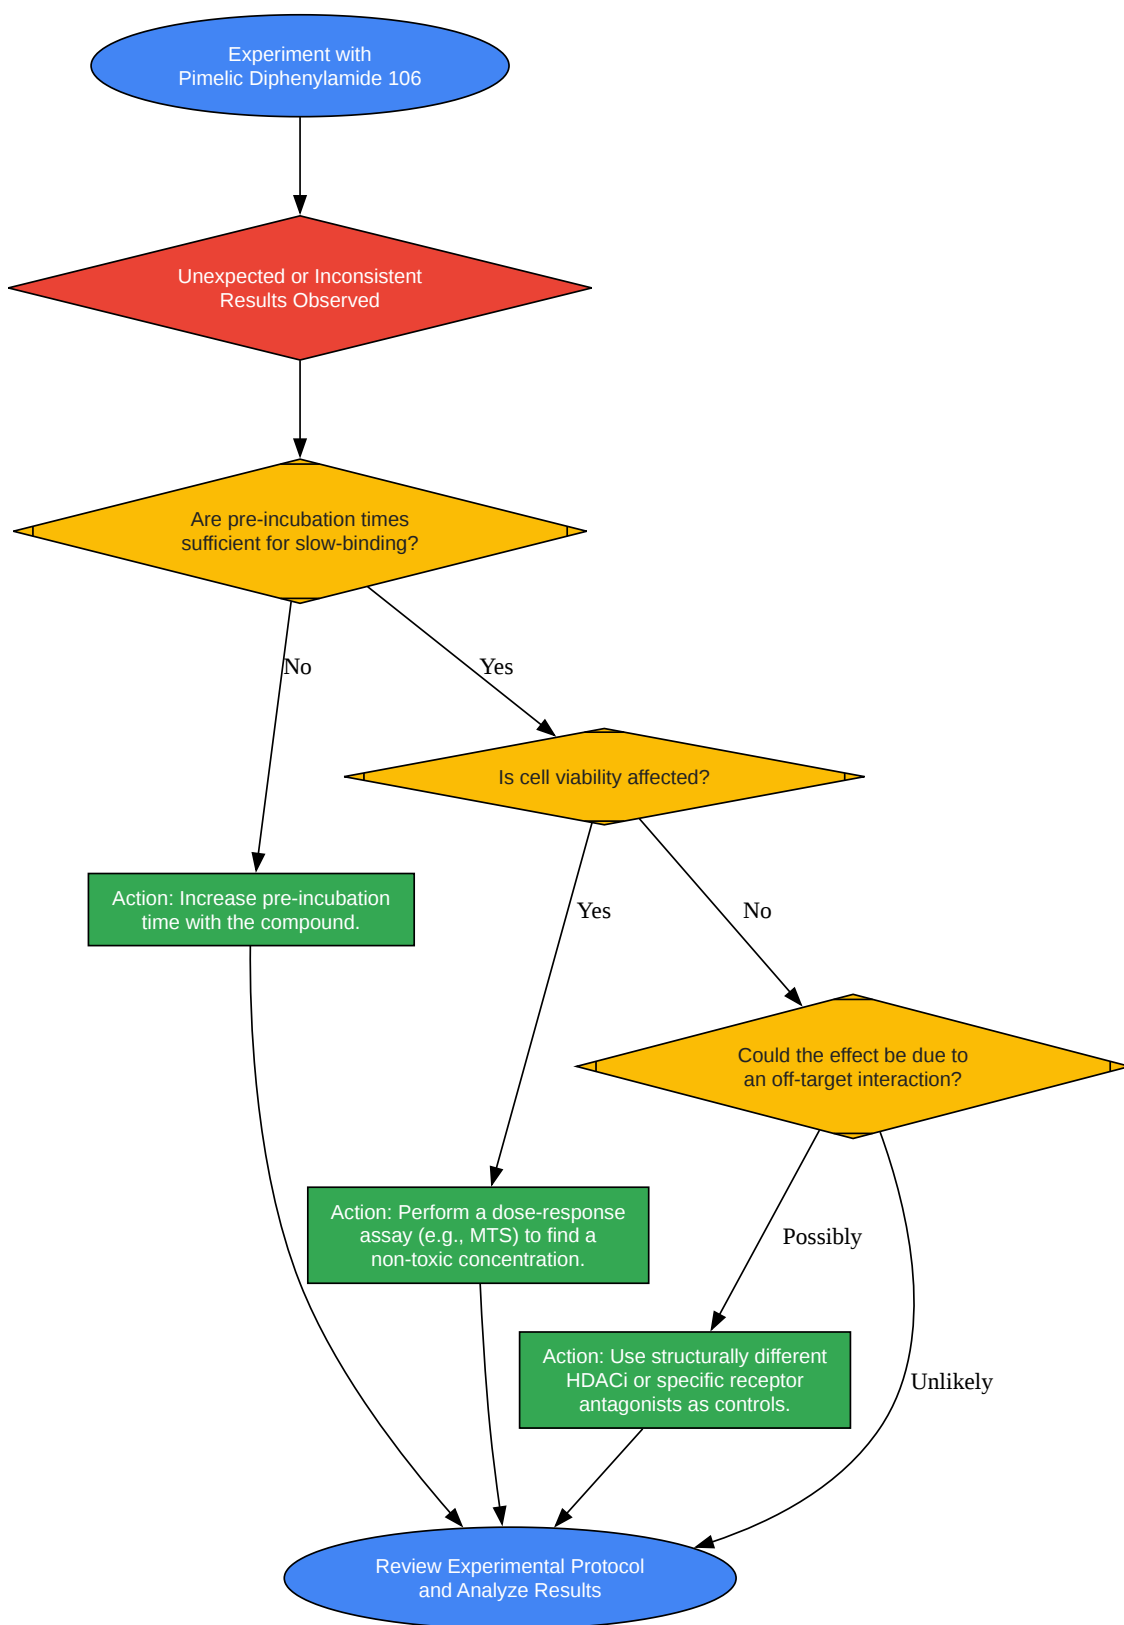 Experiment with
Pimelic Diphenylamide 106
Unexpected or Inconsistent
Results Observed
Are pre-incubation times
sufficient for slow-binding?
No
Yes
Is cell viability affected?
Action: Increase pre-incubation
time with the compound.
Yes
No
Could the effect be due to
an off-target interaction?
Action: Perform a dose-response
assay (e.g., MTS) to find a
non-toxic concentration.
Possibly
Action: Use structurally different
HDACi or specific receptor
antagonists as controls.
Unlikely
Review Experimental Protocol
and Analyze Results